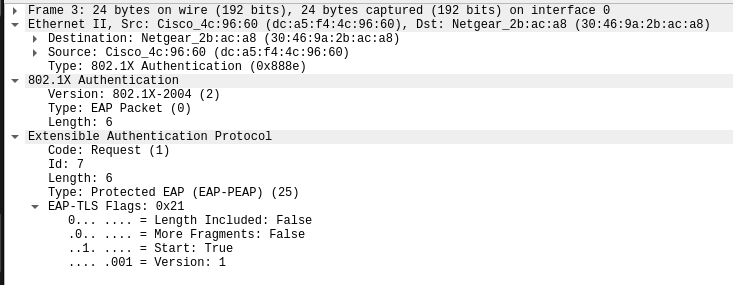 Frame 3: 24 bytes on wire (192 bits), 24 bytes captured (192 bits) on interface 0
Ethernet II, Src: Cisco_4c:96:60 (dc:a5:f4:4c:96:60), Dst: Netgear_2b:ac:a8 (30:46:9a:2b:ac:a8)
Destination: Netgear_2b:ac:a8 (30:46:9a:2b:ac:a8)
Source: Cisco_4c:96:60 (dc:a5:f4:4c:96:60)
Type: 802.1X Authentication (0x888e)
802.1X Authentication
Version: 802.1X-2004 (2)
Type: EAP Packet (0)
Length: 6
Extensible Authentication Protocol
Code: Request (1)
Id: 7
Length: 6
Type: Protected EAP (EAP-PEAP) (25)
EAP-TLS Flags: 0x21
0... .... = Length Included: False
.0.. .... = More Fragments: False
..1. .... = Start: True
.... .001 = Version: 1